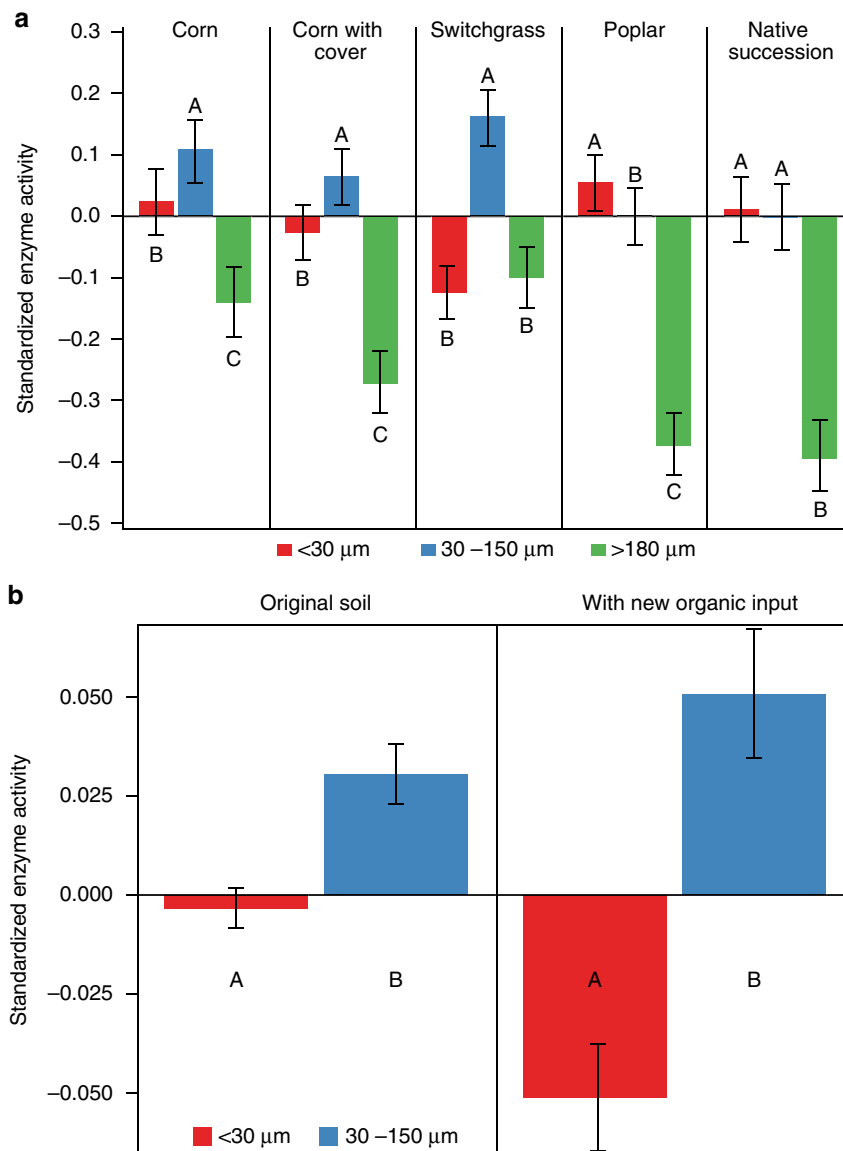 a
Corn
Corn with
cover
Switchgrass
Poplar
Native
succession
Standardized enzyme activity
0.3
0.2
0.1
0.0
–0.1
–0.2
–0.3
–0.4
–0.5
B
A
C
B
A
C
B
A
B
A
B
C
A
A
B
<30 μm
30 –150 μm
>180 μm
b
Original soil
With new organic input
Standardized enzyme activity
0.050
0.025
0.000
–0.025
–0.050
A
B
A
B
<30 μm
30 –150 μm